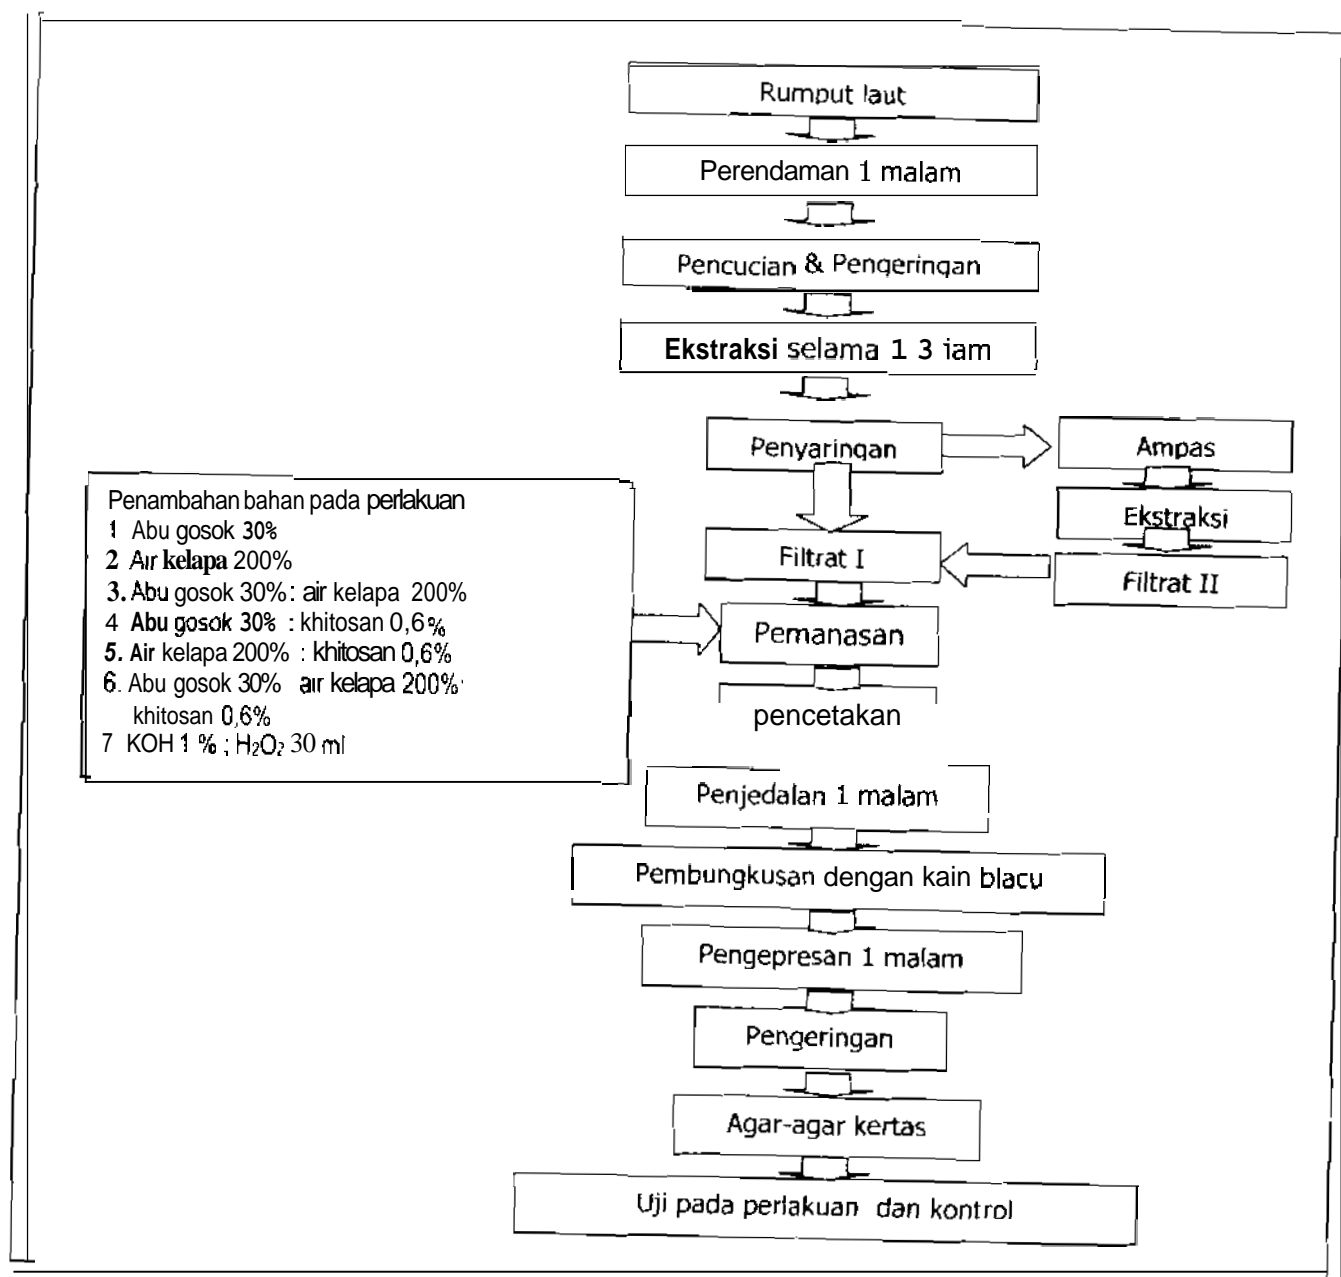 Rumput laut
Perendaman 1 malam
Pencucian & Pengeringan
Ekstraksi selama 1 3 jam
Penyaringan
Ampas
Ekstraksi
Filtrat I
Filtrat II
Penambahan bahan pada perlakuan
1 Abu gosok 30%
2 Air kelapa 200%
3. Abu gosok 30% : air kelapa 200%
4 Abu gosok 30% : khitosan 0,6%
5. Air kelapa 200% : khitosan 0,6%
6. Abu gosok 30% air kelapa 200%
khitosan 0,6%
7 KOH 1 % ; H₂O₂ 30 ml
Pemanasan
pencetakan
Penjedalan 1 malam
Pembungkusan dengan kain blacu
Pengepresan 1 malam
Pengeringan
Agar-agar kertas
Uji pada perlakuan dan kontrol